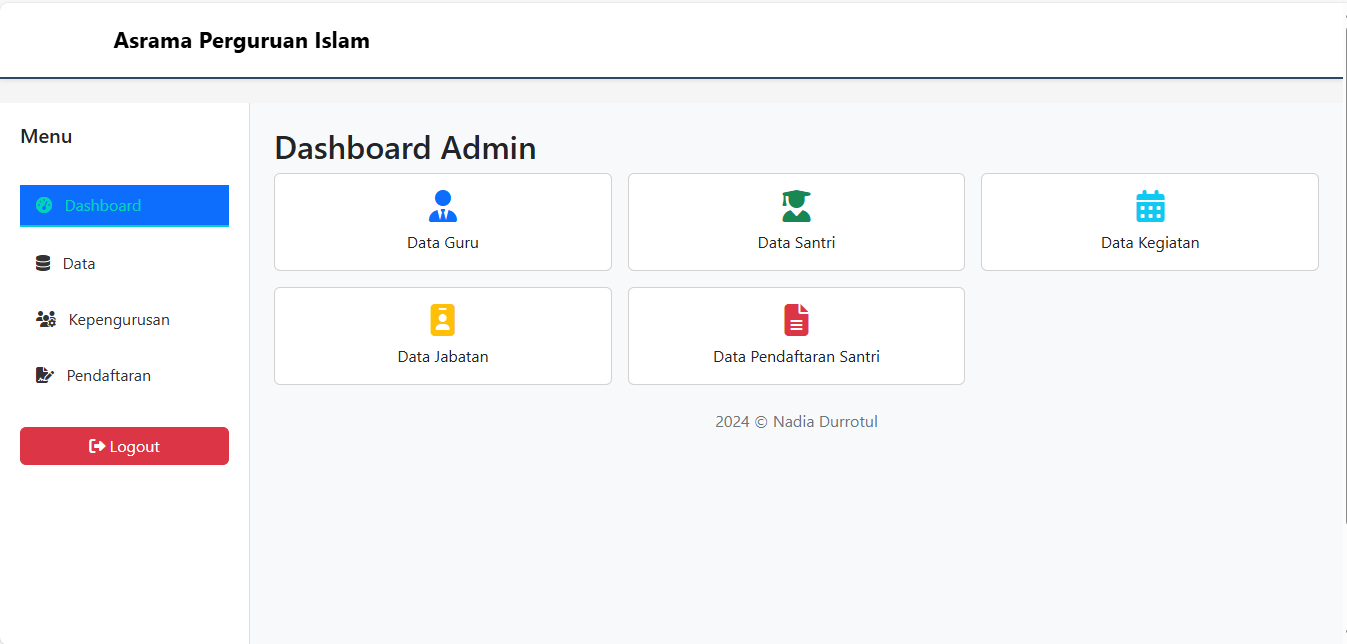 Asrama Perguruan Islam
Menu
Dashboard
Data
Kepengurusan
Pendaftaran
Logout
Dashboard Admin
Data Guru
Data Santri
Data Kegiatan
Data Jabatan
Data Pendaftaran Santri
2024 © Nadia Durrotul